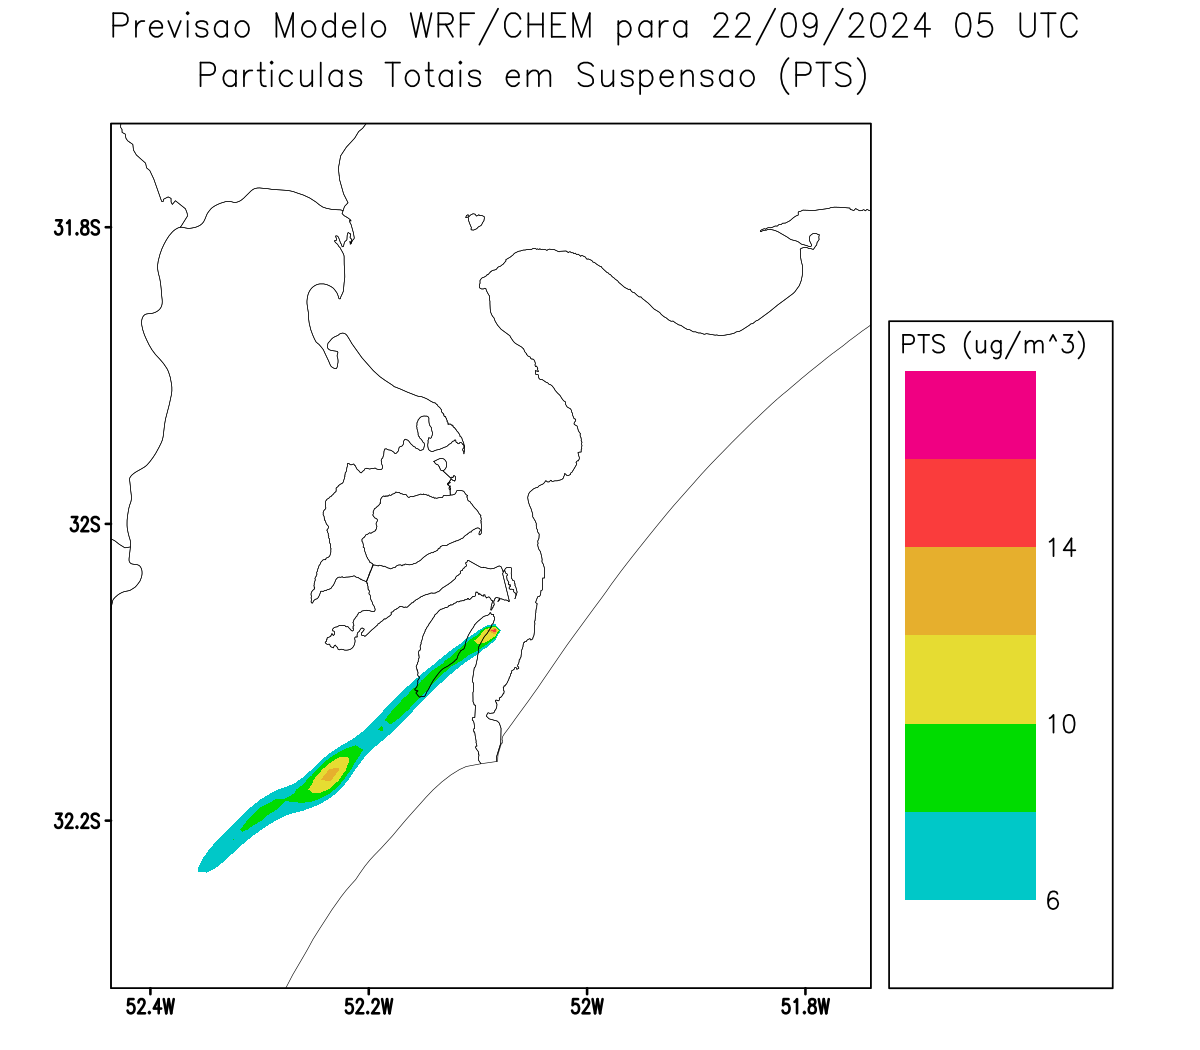 Previsao Modelo WRF/CHEM para 22/09/2024 05 UTC
Particulas Totais em Suspensao (PTS)
31.8S
32S
32.2S
52.4W 52.2W 52W 51.8W
PTS (ug/m^3)
14
10
6